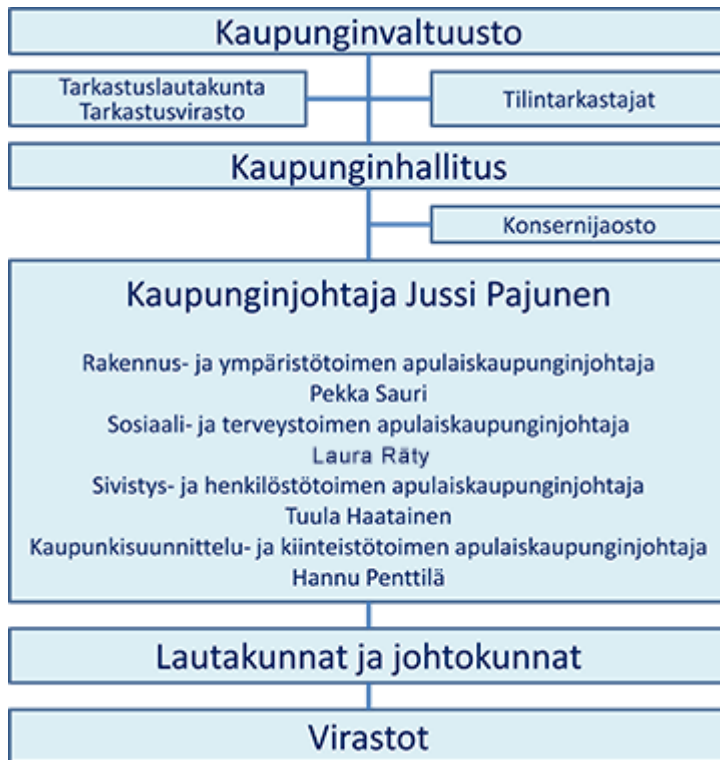 Kaupunginvaltuusto
Tarkastuslautakunta
Tarkastusvirasto
Tilintarkastajat
Kaupunginhallitus
Konsernijaosto
Kaupunginjohtaja Jussi Pajunen
Rakennus- ja ympäristötoimen apulaiskaupunginjohtaja
Pekka Sauri
Sosiaali- ja terveystoimen apulaiskaupunginjohtaja
Laura Räty
Sivistys- ja henkilöstötoimen apulaiskaupunginjohtaja
Tuula Haatainen
Kaupunkisuunnittelu- ja kiinteistötoimen apulaiskaupunginjohtaja
Hannu Penttilä
Lautakunnat ja johtokunnat
Virastot